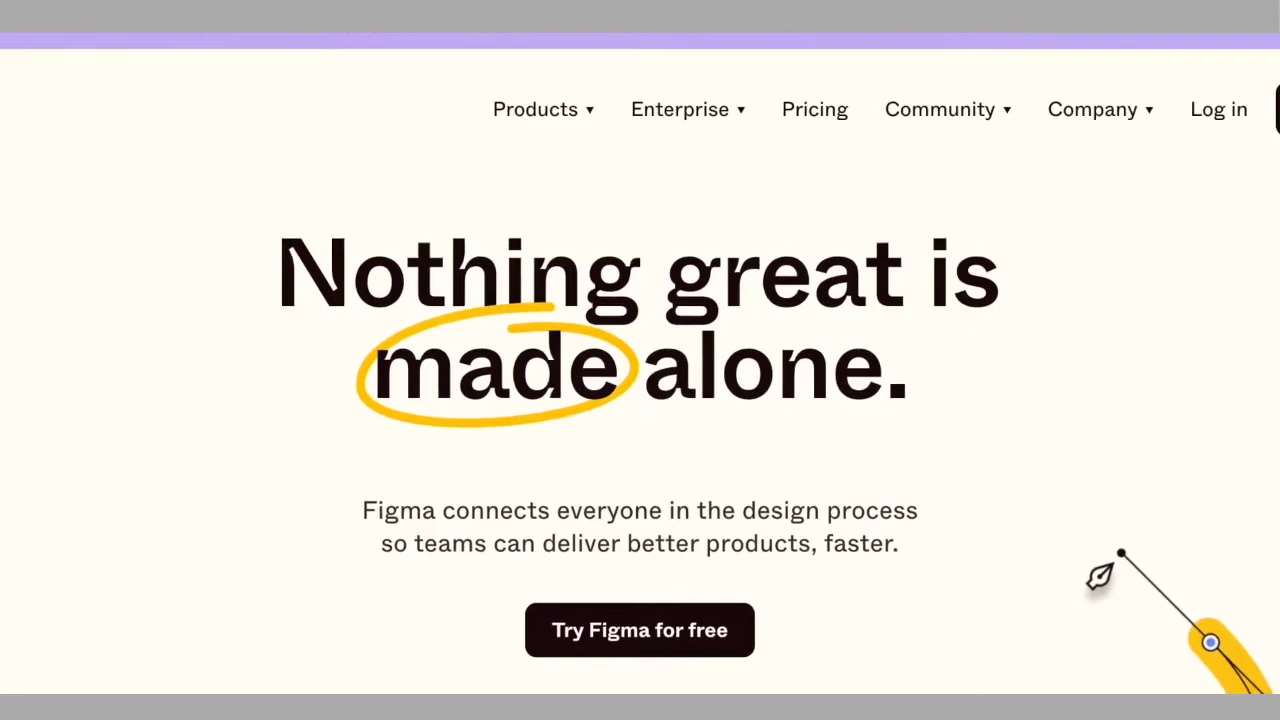 Products ▾ Enterprise ▾ Pricing Community ▾ Company ▾ Log in
Nothing great is
made alone.
Figma connects everyone in the design process
so teams can deliver better products, faster.
Try Figma for free